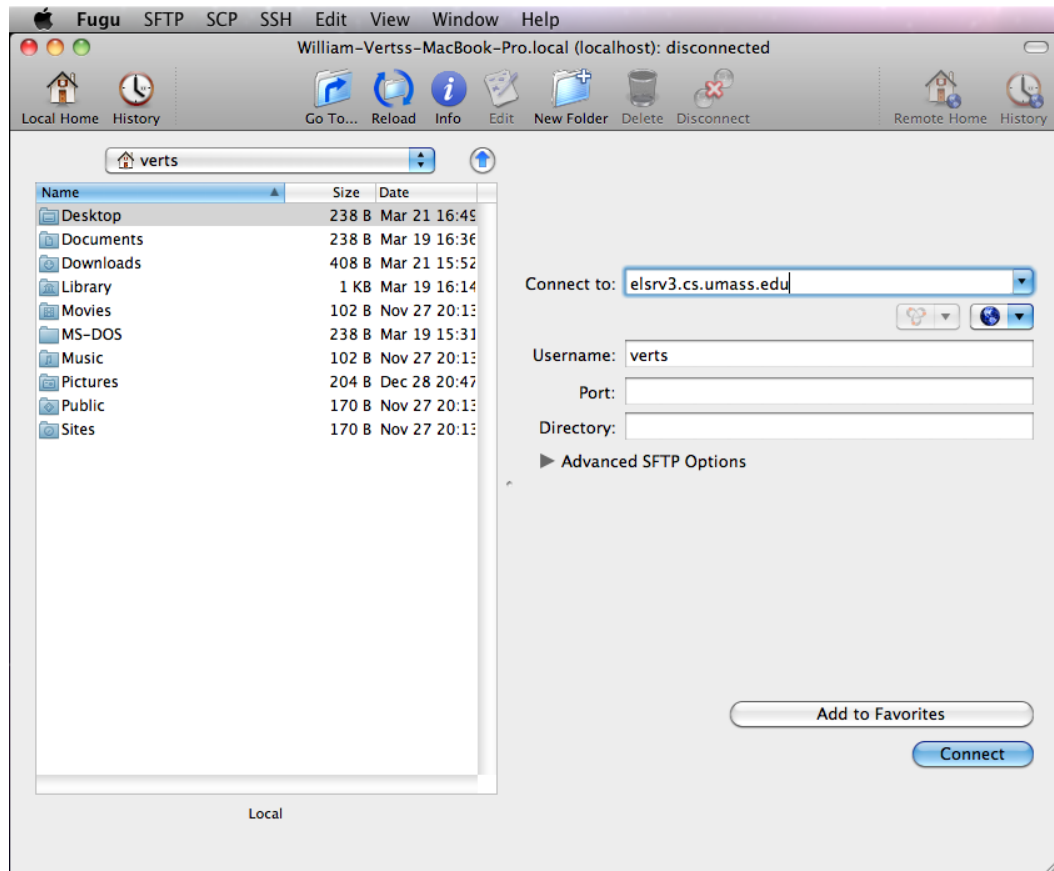 Fugu SFTP SCP SSH Edit View Window Help
William-Vertss-MacBook-Pro.local (localhost): disconnected
Local Home History Go To... Reload Info Edit New Folder Delete Disconnect Remote Home History
verts
Name Size Date
Desktop 238 B Mar 21 16:49
Documents 238 B Mar 19 16:36
Downloads 408 B Mar 21 15:52
Library 1 KB Mar 19 16:14
Movies 102 B Nov 27 20:13
MS-DOS 238 B Mar 19 15:31
Music 102 B Nov 27 20:13
Pictures 204 B Dec 28 20:47
Public 170 B Nov 27 20:13
Sites 170 B Nov 27 20:13
Local
Connect to: elsrv3.cs.umass.edu
Username: verts
Port:
Directory:
Advanced SFTP Options
Add to Favorites
Connect